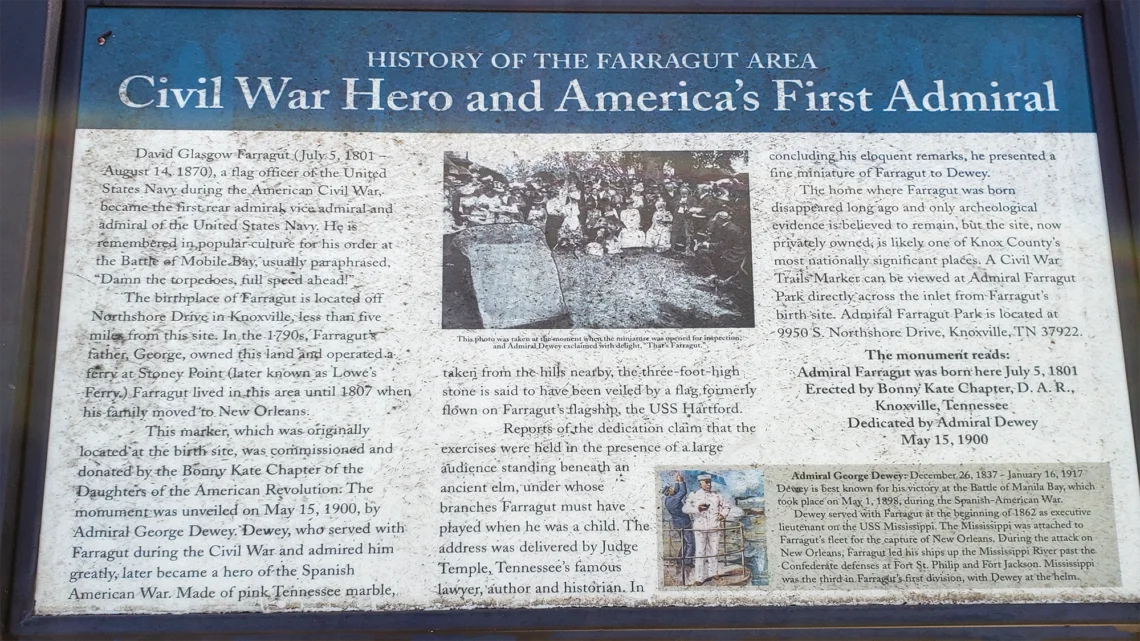 HISTORY OF THE FARRAGUT AREA
Civil War Hero and America's First Admiral
David Glasgow Farragut (July 5, 1801 –
August 14, 1870), a flag officer of the United
States Navy during the American Civil War,
became the first rear admiral, vice admiral and
admiral of the United States Navy. He is
remembered in popular culture for his order at
the Battle of Mobile Bay, usually paraphrased,
"Damn the torpedoes, full speed ahead!"
The birthplace of Farragut is located off
Northshore Drive in Knoxville, less than five
miles from this site. In the 1790s, Farragut's
father, George, owned this land and operated a
ferry at Stoney Point (later known as Lowe's
Ferry.) Farragut lived in this area until 1807 when
his family moved to New Orleans.
This marker, which was originally
located at the birth site, was commissioned and
donated by the Bonny Kate Chapter of the
Daughters of the American Revolution. The
monument was unveiled on May 15, 1900, by
Admiral George Dewey. Dewey, who served with
Farragut during the Civil War and admired him
greatly, later became a hero of the Spanish
American War. Made of pink Tennessee marble,
This photo was taken at the moment when the miniature was opened for inspection;
and Admiral Dewey exclaimed with delight, "That's Farragut."
taken from the hills nearby, the three-foot-high
stone is said to have been veiled by a flag formerly
flown on Farragut's flagship, the USS Hartford.
Reports of the dedication claim that the
exercises were held in the presence of a large
audience standing beneath an
ancient elm, under whose
branches Farragut must have
played when he was a child. The
address was delivered by Judge
Temple, Tennessee's famous
lawyer, author and historian. In
concluding his eloquent remarks, he presented a
fine miniature of Farragut to Dewey.
The home where Farragut was born
disappeared long ago and only archeological
evidence is believed to remain, but the site, now
privately owned, is likely one of Knox County's
most nationally significant places. A Civil War
Trails Marker can be viewed at Admiral Farragut
Park directly across the inlet from Farragut's
birth site. Admiral Farragut Park is located at
9950 S. Northshore Drive, Knoxville, TN 37922.
The monument reads:
Admiral Farragut was born here July 5, 1801
Erected by Bonny Kate Chapter, D. A. R.,
Knoxville, Tennessee
Dedicated by Admiral Dewey
May 15, 1900
Admiral George Dewey: December 26, 1837 - January 16, 1917
Dewey is best known for his victory at the Battle of Manila Bay, which
took place on May 1, 1898, during the Spanish-American War.
Dewey served with Farragut at the beginning of 1862 as executive
lieutenant on the USS Mississippi. The Mississippi was attached to
Farragut's fleet for the capture of New Orleans. During the attack on
New Orleans, Farragut led his ships up the Mississippi River past the
Confederate defenses at Fort St. Philip and Fort Jackson. Mississippi
was the third in Farragut's first division, with Dewey at the helm.